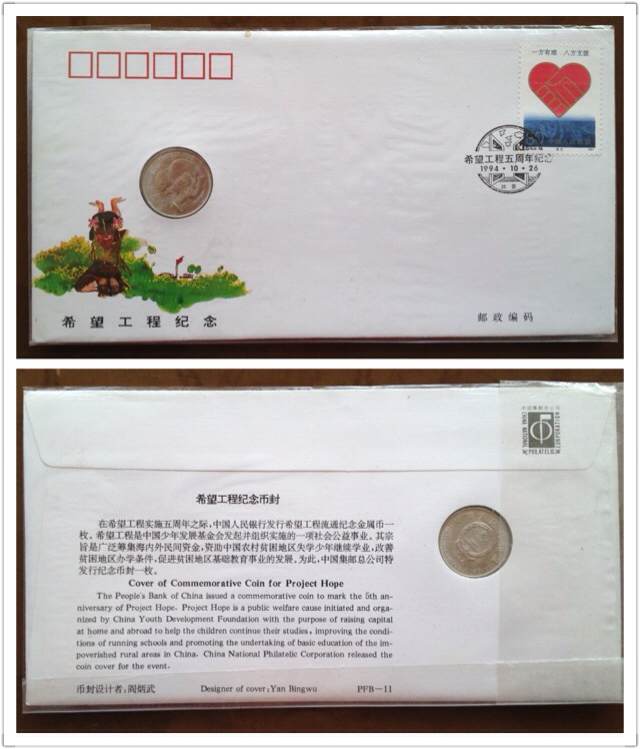 一方有难 八方支援
希望工程五周年纪念
1994·10·26
北京
希望工程纪念
邮政编码
中国集邮总公司
CHINA NATIONAL PHILATELIC CORPORATION
希望工程纪念币封
在希望工程实施五周年之际,中国人民银行发行希望工程流通纪念金属币一
枚。希望工程是中国少年发展基金会发起并组织实施的一项社会公益事业。其宗
旨是广泛筹集海内外民间资金,资助中国农村贫困地区失学少年继续学业,改善
贫困地区办学条件,促进贫困地区基础教育事业的发展。为此,中国集邮总公司特
发行纪念币封一枚。
Cover of Commemorative Coin for Project Hope
The People's Bank of China issued a commemorative coin to mark the 5th an-
niversary of Project Hope. Project Hope is a public welfare cause initiated and orga-
nized by China Youth Development Foundation with the purpose of raising capital
at home and abroad to help the children continue their studies, improving the condi-
tions of running schools and promoting the undertaking of basic education of the im-
poverished rural areas in China. China National Philatelic Corporation released the
coin cover for the event.
币封设计者:阎炳武 Designer of cover:Yan Bingwu PFB-11